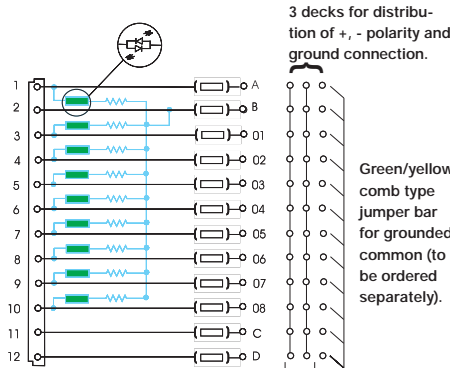 3 decks for distribu-
tion of +, - polarity and
ground connection.
1 A
2 B
3 01
4 02
5 03
6 04
7 05
8 06
9 07
10 08
11 C
12 D
Green/yellow
comb type
jumper bar
for grounded
common (to
be ordered
separately).